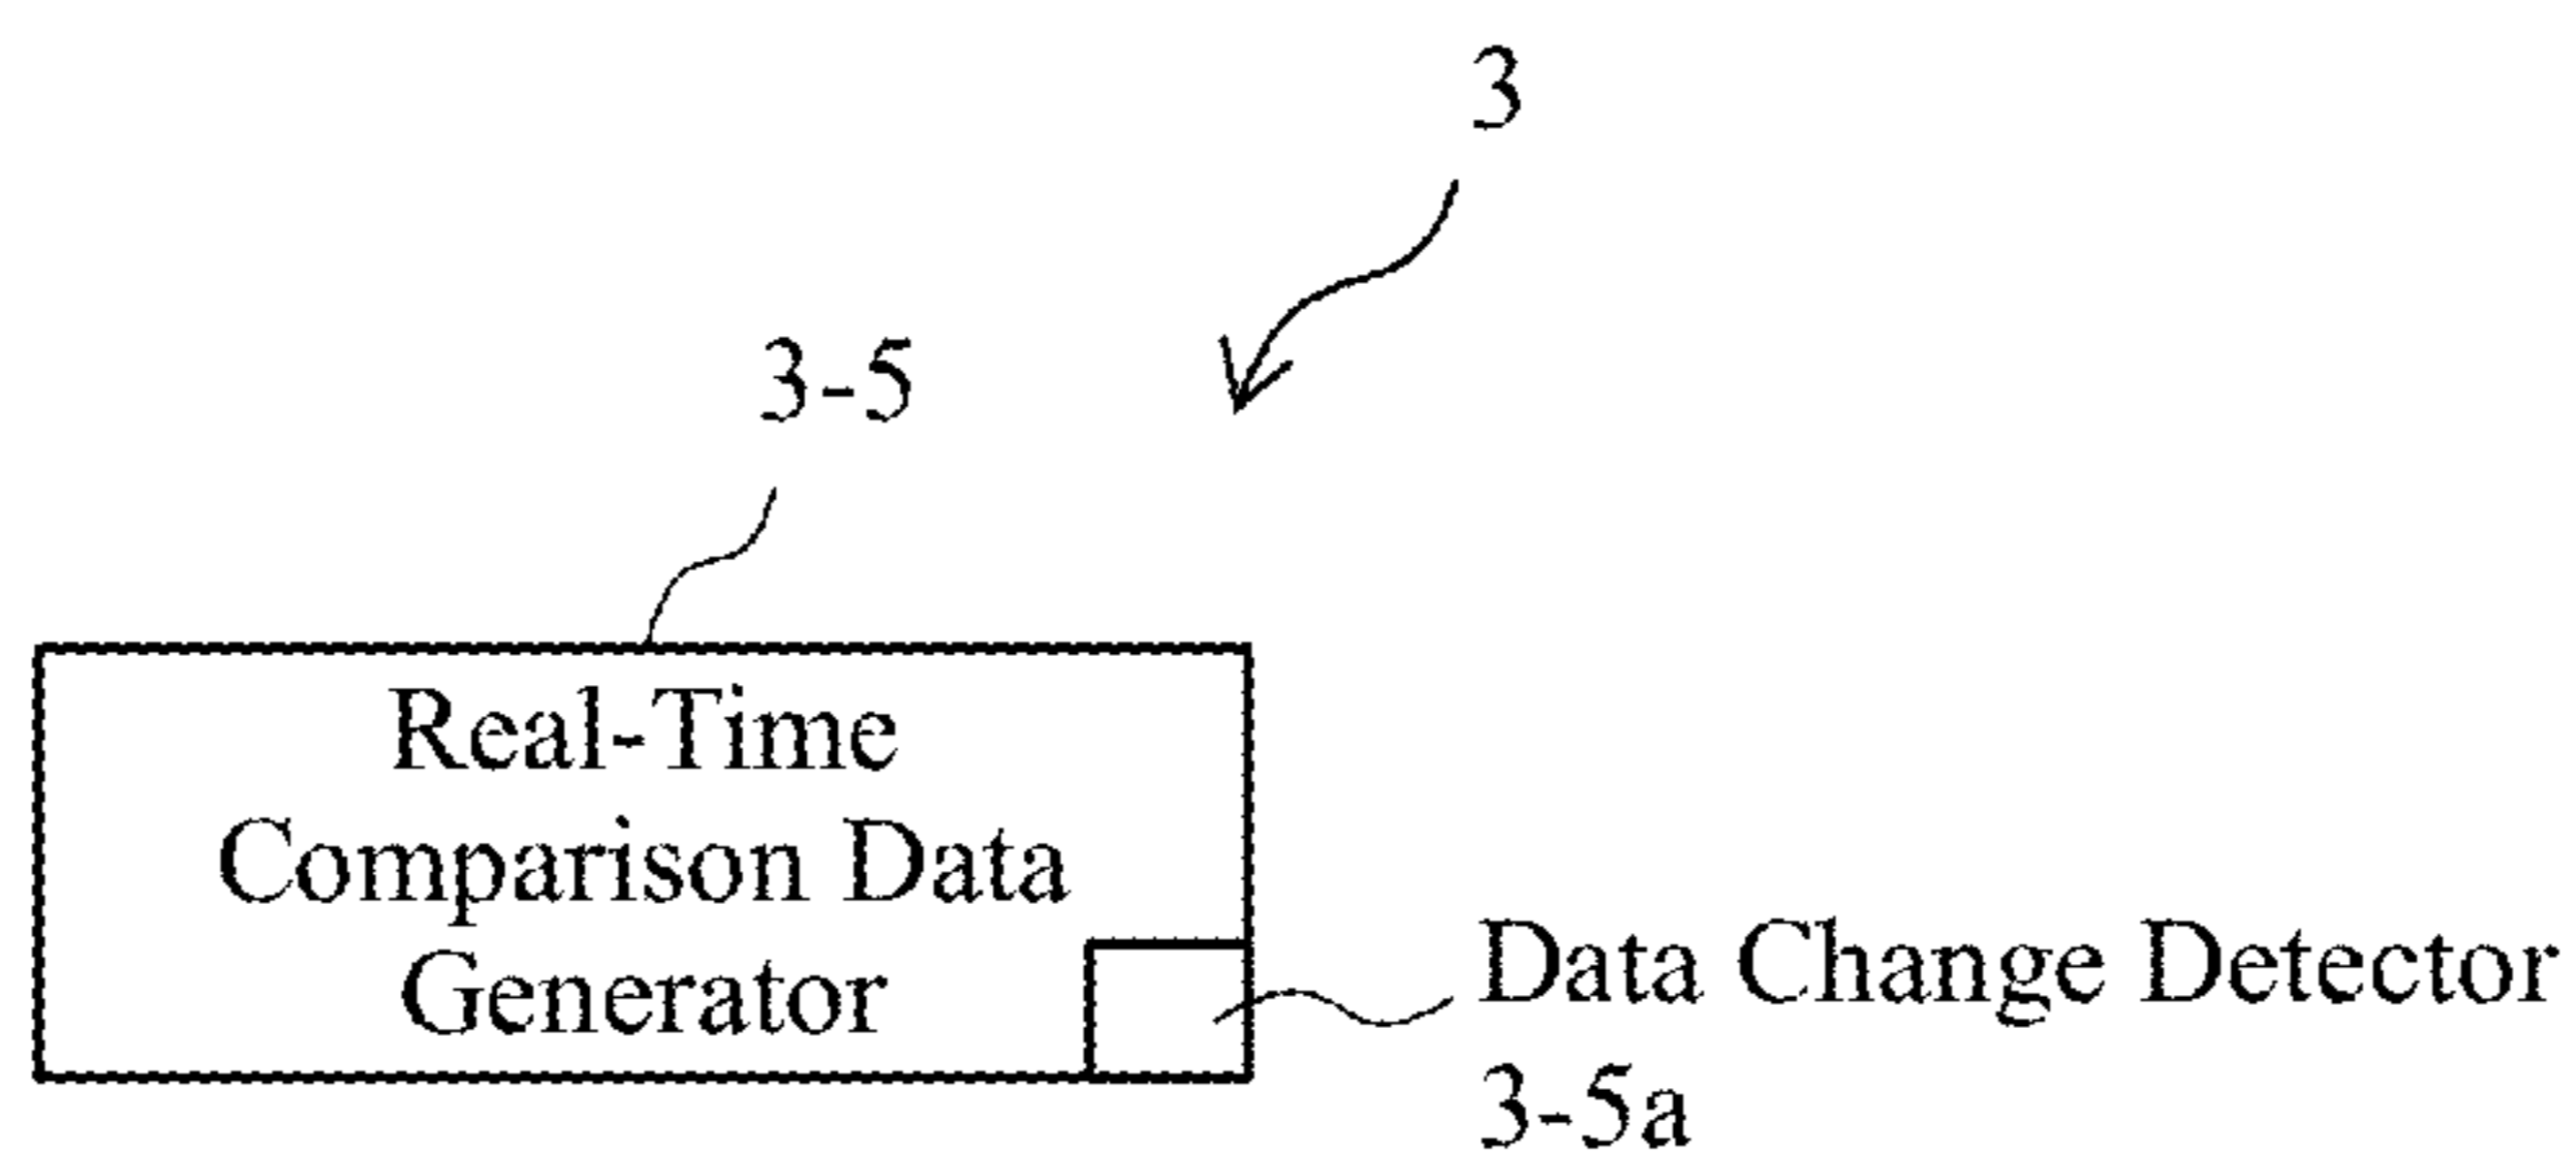 3
3-5
Real-Time
Comparison Data
Generator
Data Change Detector
3-5a